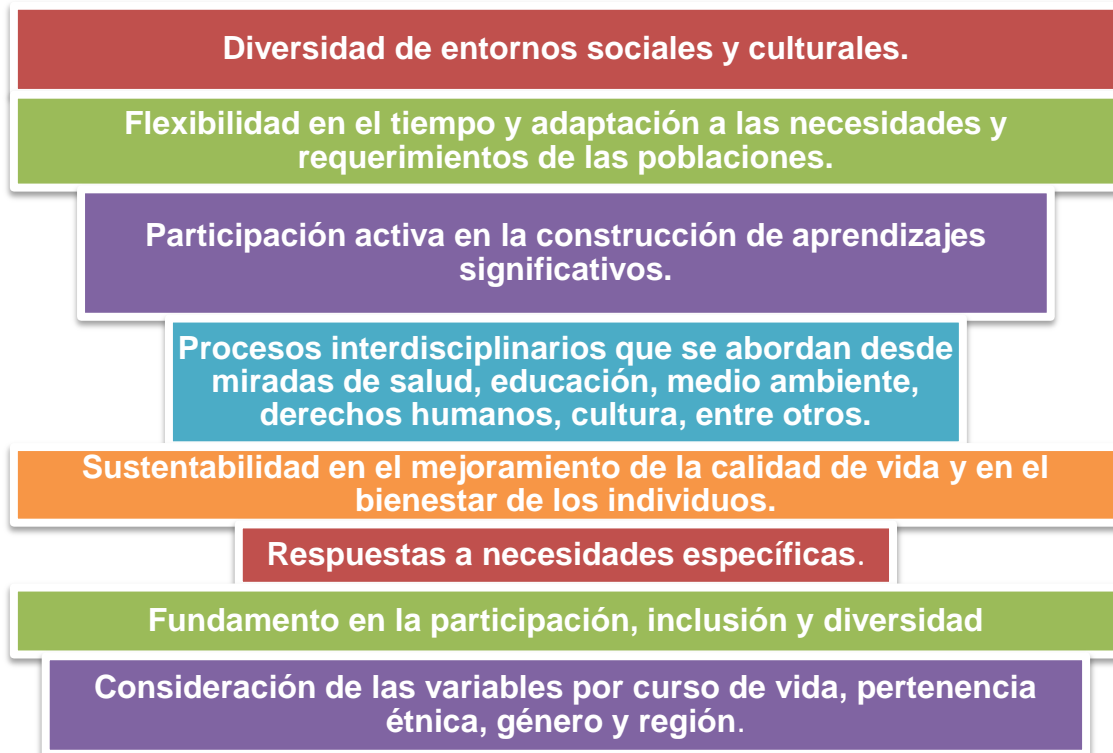 Diversidad de entornos sociales y culturales.
Flexibilidad en el tiempo y adaptación a las necesidades y
requerimientos de las poblaciones.
Participación activa en la construcción de aprendizajes
significativos.
Procesos interdisciplinarios que se abordan desde
miradas de salud, educación, medio ambiente,
derechos humanos, cultura, entre otros.
Sustentabilidad en el mejoramiento de la calidad de vida y en el
bienestar de los individuos.
Respuestas a necesidades específicas.
Fundamento en la participación, inclusión y diversidad
Consideración de las variables por curso de vida, pertenencia
étnica, género y región.